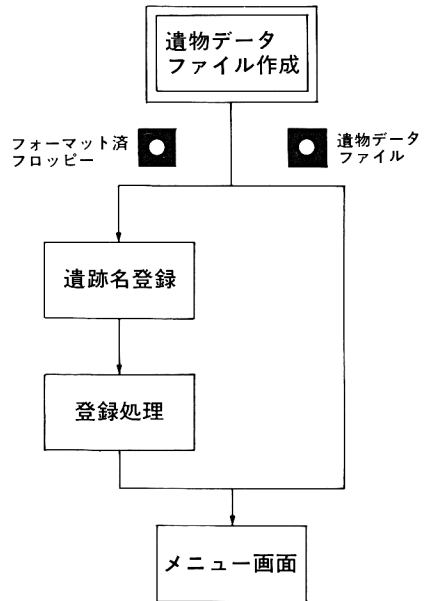 遺物データ
ファイル作成
フォーマット済
フロッピー
遺物データ
ファイル
遺跡名登録
登録処理
メニュー画面